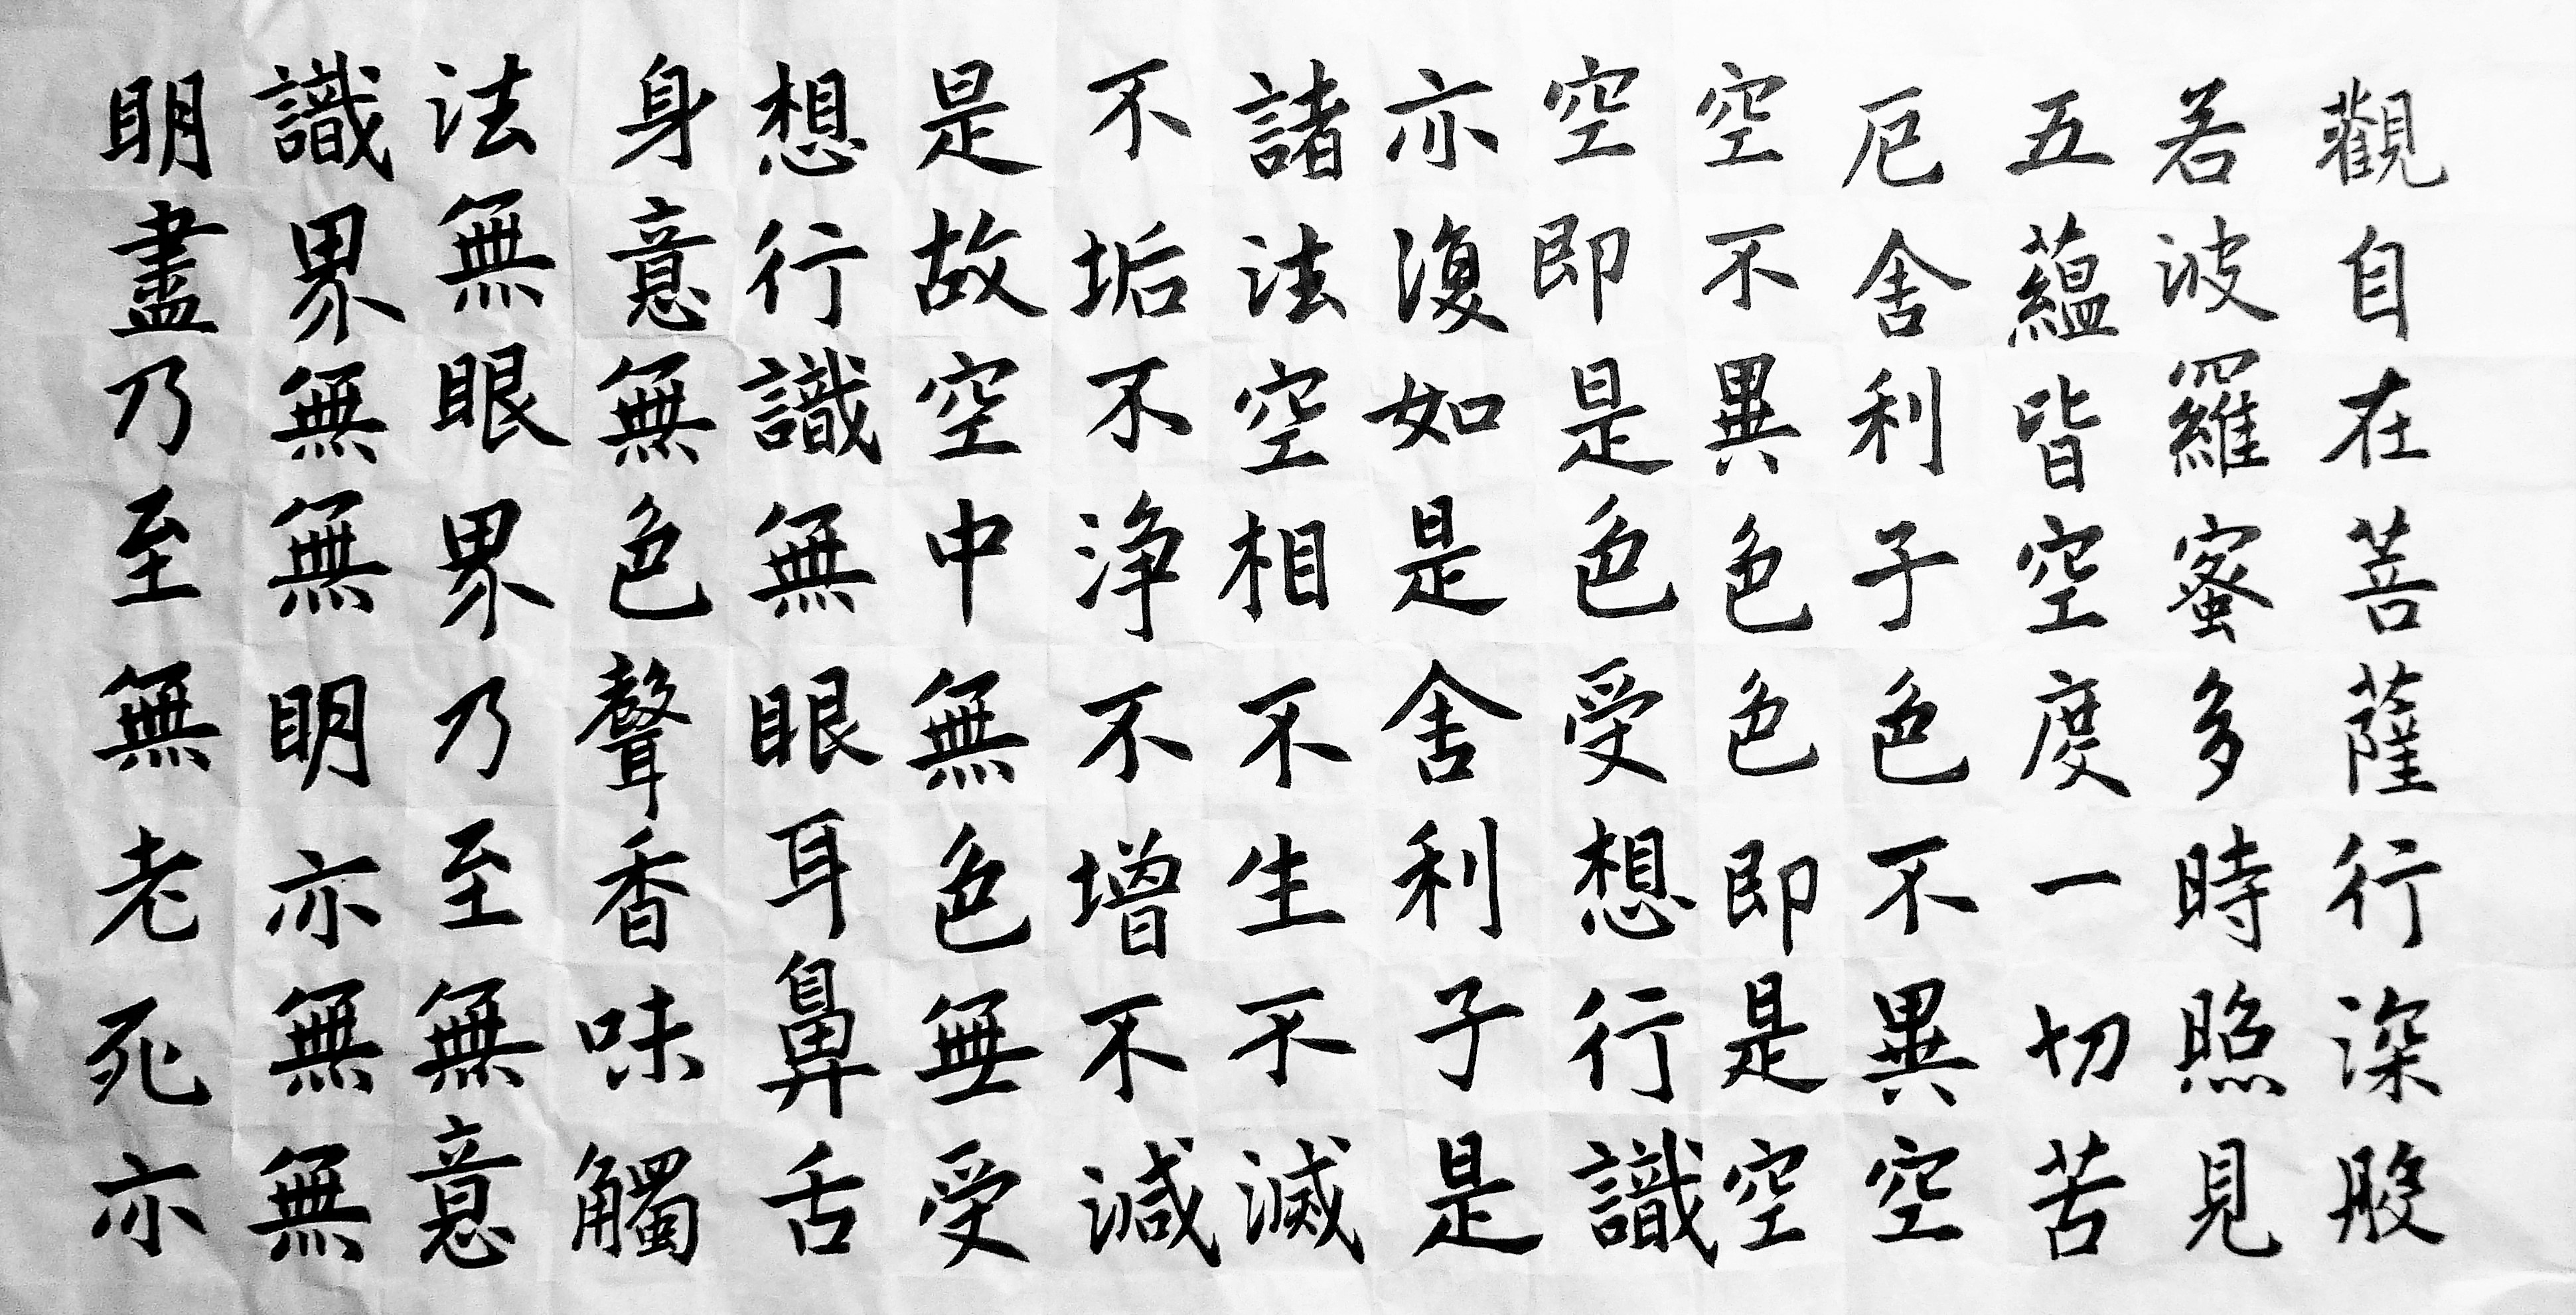 觀自在菩薩行深般
若波羅蜜多時照見
五蘊皆空度一切苦
厄舍利子色不異空
空不異色色即是空
空即是色受想行識
亦復如是舍利子是
諸法空相不生不滅
不垢不淨不增不減
是故空中無色無受
想行識無眼耳鼻舌
身意無色聲香味觸
法無眼界乃至無意
識界無無明亦無無
明盡乃至無老死亦